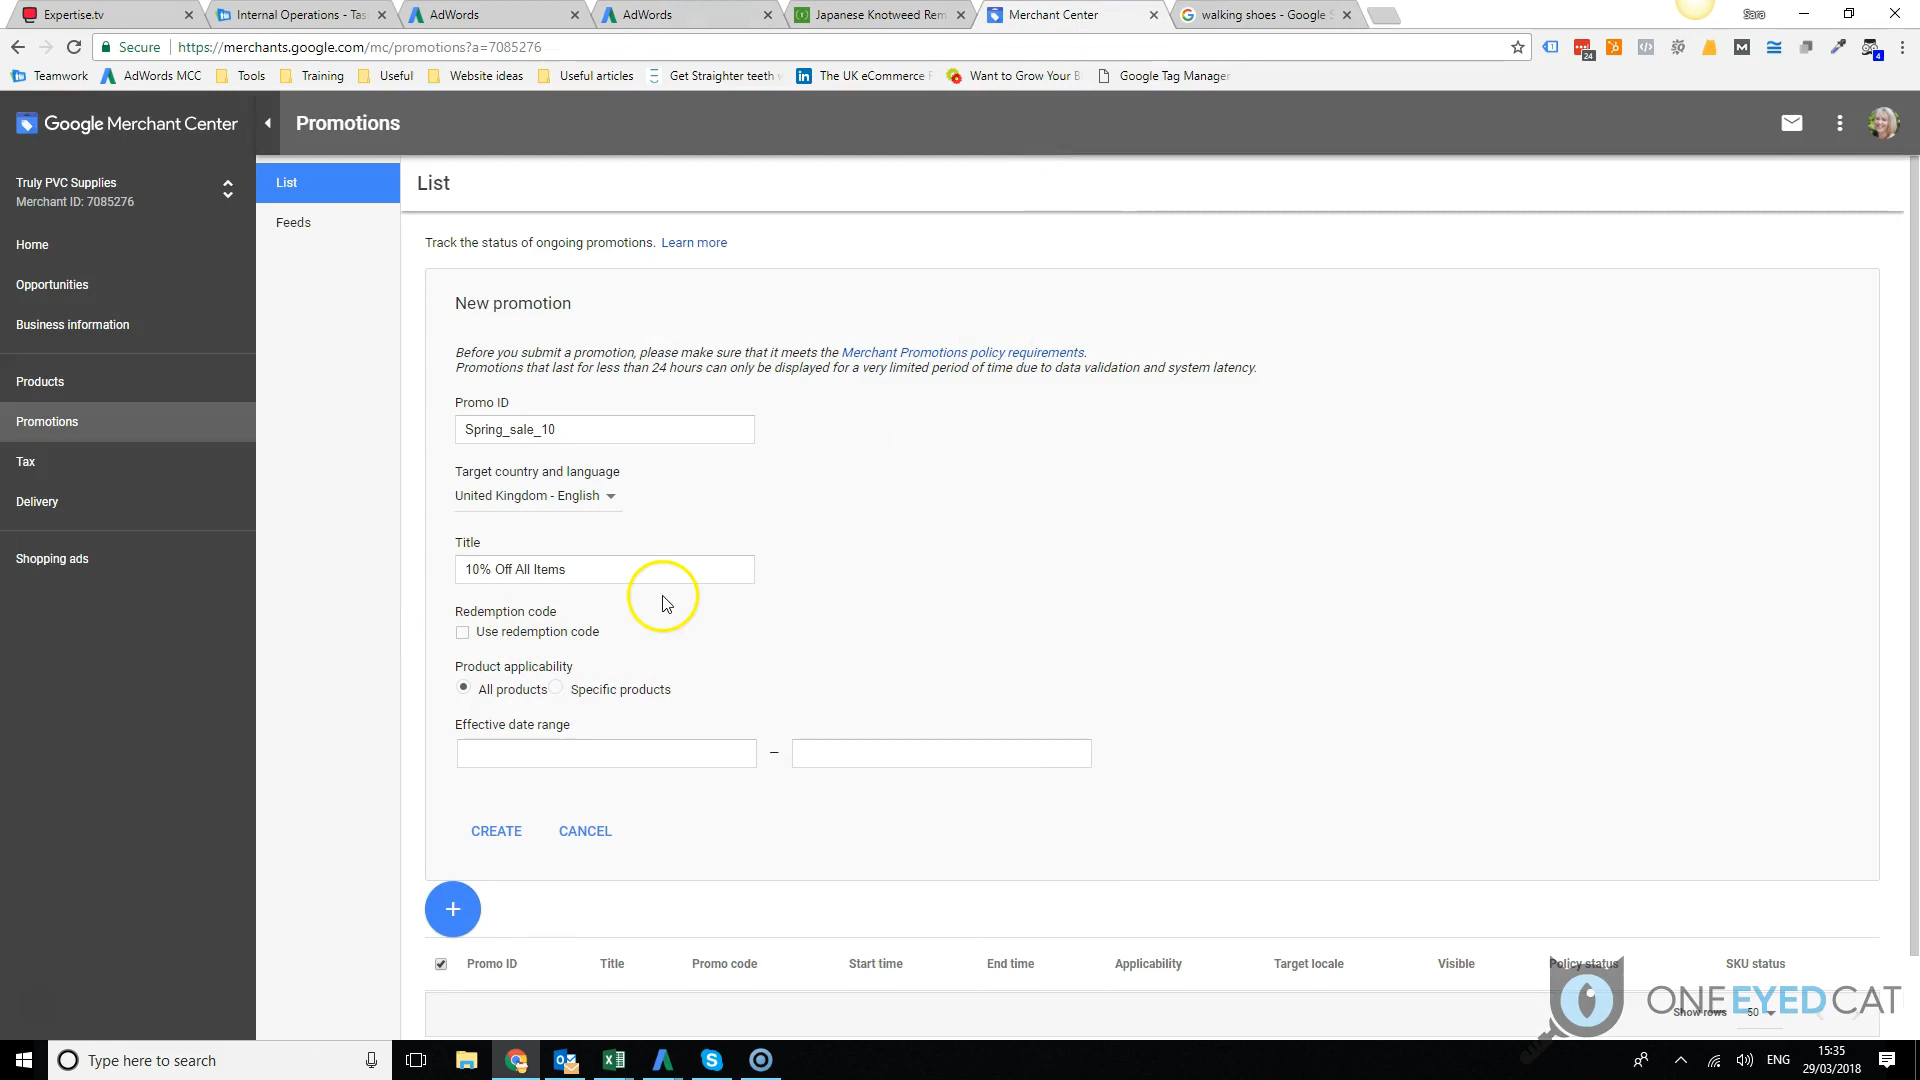 Expertise.tv
Internal Operations - Tas
AdWords
AdWords
Japanese Knotweed Rem
Merchant Center
walking shoes - Google S
Sara
Secure
https://merchants.google.com/mc/promotions?a=7085276
24
4
Teamwork
AdWords MCC
Tools
Training
Useful
Website ideas
Useful articles
Get Straighter teeth
The UK eCommerce
Want to Grow Your B
Google Tag Manager
Google Merchant Center
Promotions
Truly PVC Supplies
Merchant ID: 7085276
Home
Opportunities
Business information
Products
Promotions
Tax
Delivery
Shopping ads
List
Feeds
List
Track the status of ongoing promotions. Learn more
New promotion
Before you submit a promotion, please make sure that it meets the Merchant Promotions policy requirements.
Promotions that last for less than 24 hours can only be displayed for a very limited period of time due to data validation and system latency.
Promo ID
Spring_sale_10
Target country and language
United Kingdom - English
Title
10% Off All Items
Redemption code
Use redemption code
Product applicability
All products
Specific products
Effective date range
–
CREATE
CANCEL
+
Promo ID
Title
Promo code
Start time
End time
Applicability
Target locale
Visible
Policy status
SKU status
Show rows
50
ONEEYEDCAT
Type here to search
ENG
15:35
29/03/2018